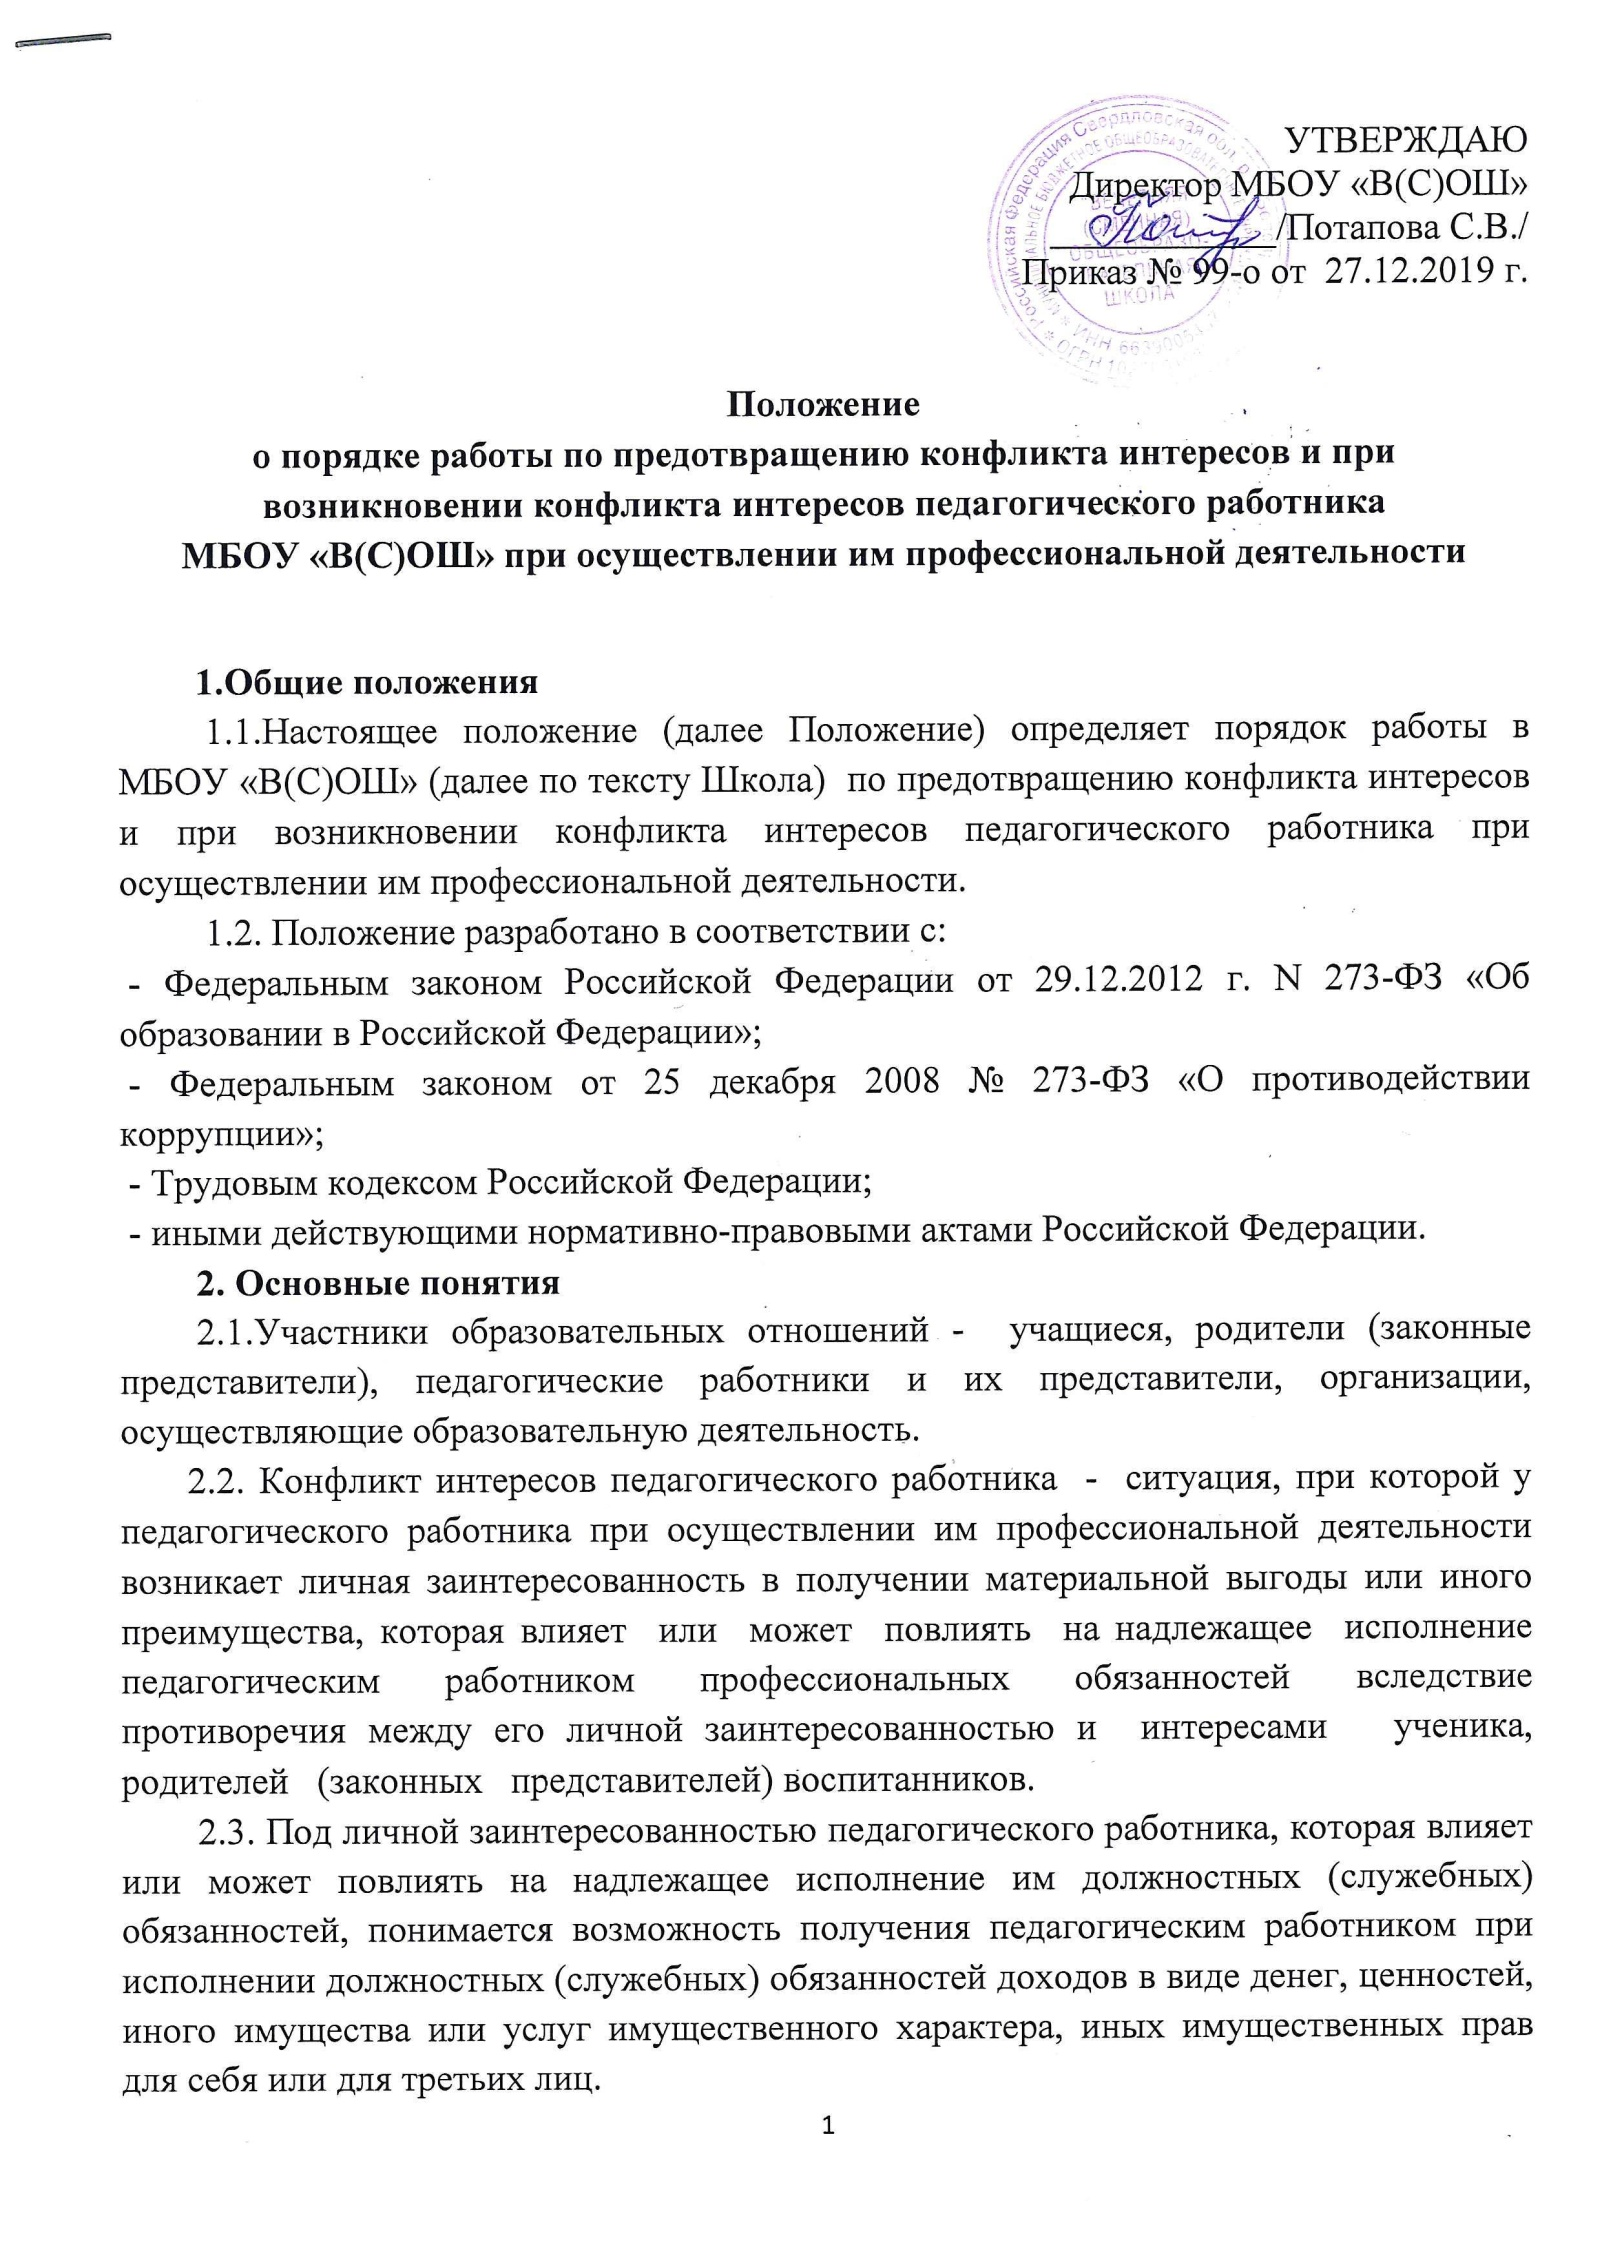 УТВЕРЖДАЮ
Директор МБОУ «В(С)ОШ»
/Потапова С.В./
Приказ № 99-о от 27.12.2019 г.
Российская Федерация Свердловская обл.
ШКОЛА
Положение
о порядке работы по предотвращению конфликта интересов и при
возникновении конфликта интересов педагогического работника
МБОУ «В(С)ОШ» при осуществлении им профессиональной деятельности
1.Общие положения
1.1.Настоящее положение (далее Положение) определяет порядок работы в
МБОУ «В(С)ОШ» (далее по тексту Школа) по предотвращению конфликта интересов
и при возникновении конфликта интересов педагогического работника при
осуществлении им профессиональной деятельности.
1.2. Положение разработано в соответствии с:
- Федеральным законом Российской Федерации от 29.12.2012 г. N 273-ФЗ «Об
образовании в Российской Федерации»;
- Федеральным законом от 25 декабря 2008 № 273-ФЗ «О противодействии
коррупции»;
- Трудовым кодексом Российской Федерации;
- иными действующими нормативно-правовыми актами Российской Федерации.
2. Основные понятия
2.1.Участники образовательных отношений - учащиеся, родители (законные
представители), педагогические работники и их представители, организации,
осуществляющие образовательную деятельность.
2.2. Конфликт интересов педагогического работника - ситуация, при которой у
педагогического работника при осуществлении им профессиональной деятельности
возникает личная заинтересованность в получении материальной выгоды или иного
преимущества, которая влияет или может повлиять на надлежащее исполнение
педагогическим работником профессиональных обязанностей вследствие
противоречия между его личной заинтересованностью и интересами ученика,
родителей (законных представителей) воспитанников.
2.3. Под личной заинтересованностью педагогического работника, которая влияет
или может повлиять на надлежащее исполнение им должностных (служебных)
обязанностей, понимается возможность получения педагогическим работником при
исполнении должностных (служебных) обязанностей доходов в виде денег, ценностей,
иного имущества или услуг имущественного характера, иных имущественных прав
для себя или для третьих лиц.
1